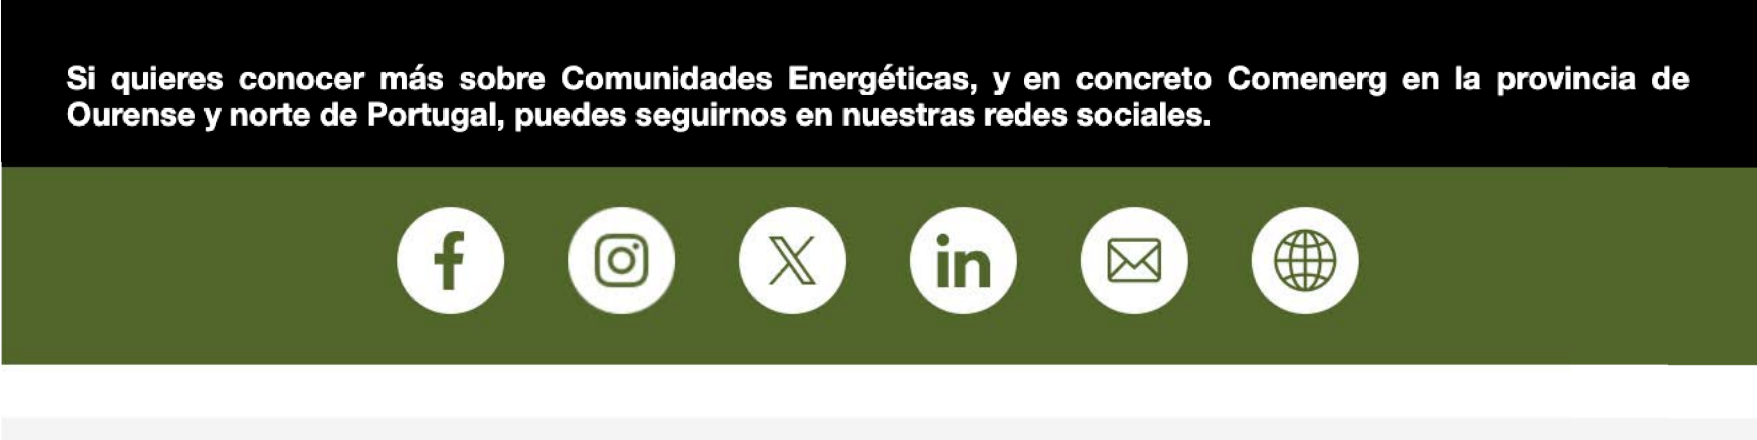 Si quieres conocer más sobre Comunidades Energéticas, y en concreto Comenerg en la provincia de
Ourense y norte de Portugal, puedes seguirnos en nuestras redes sociales.